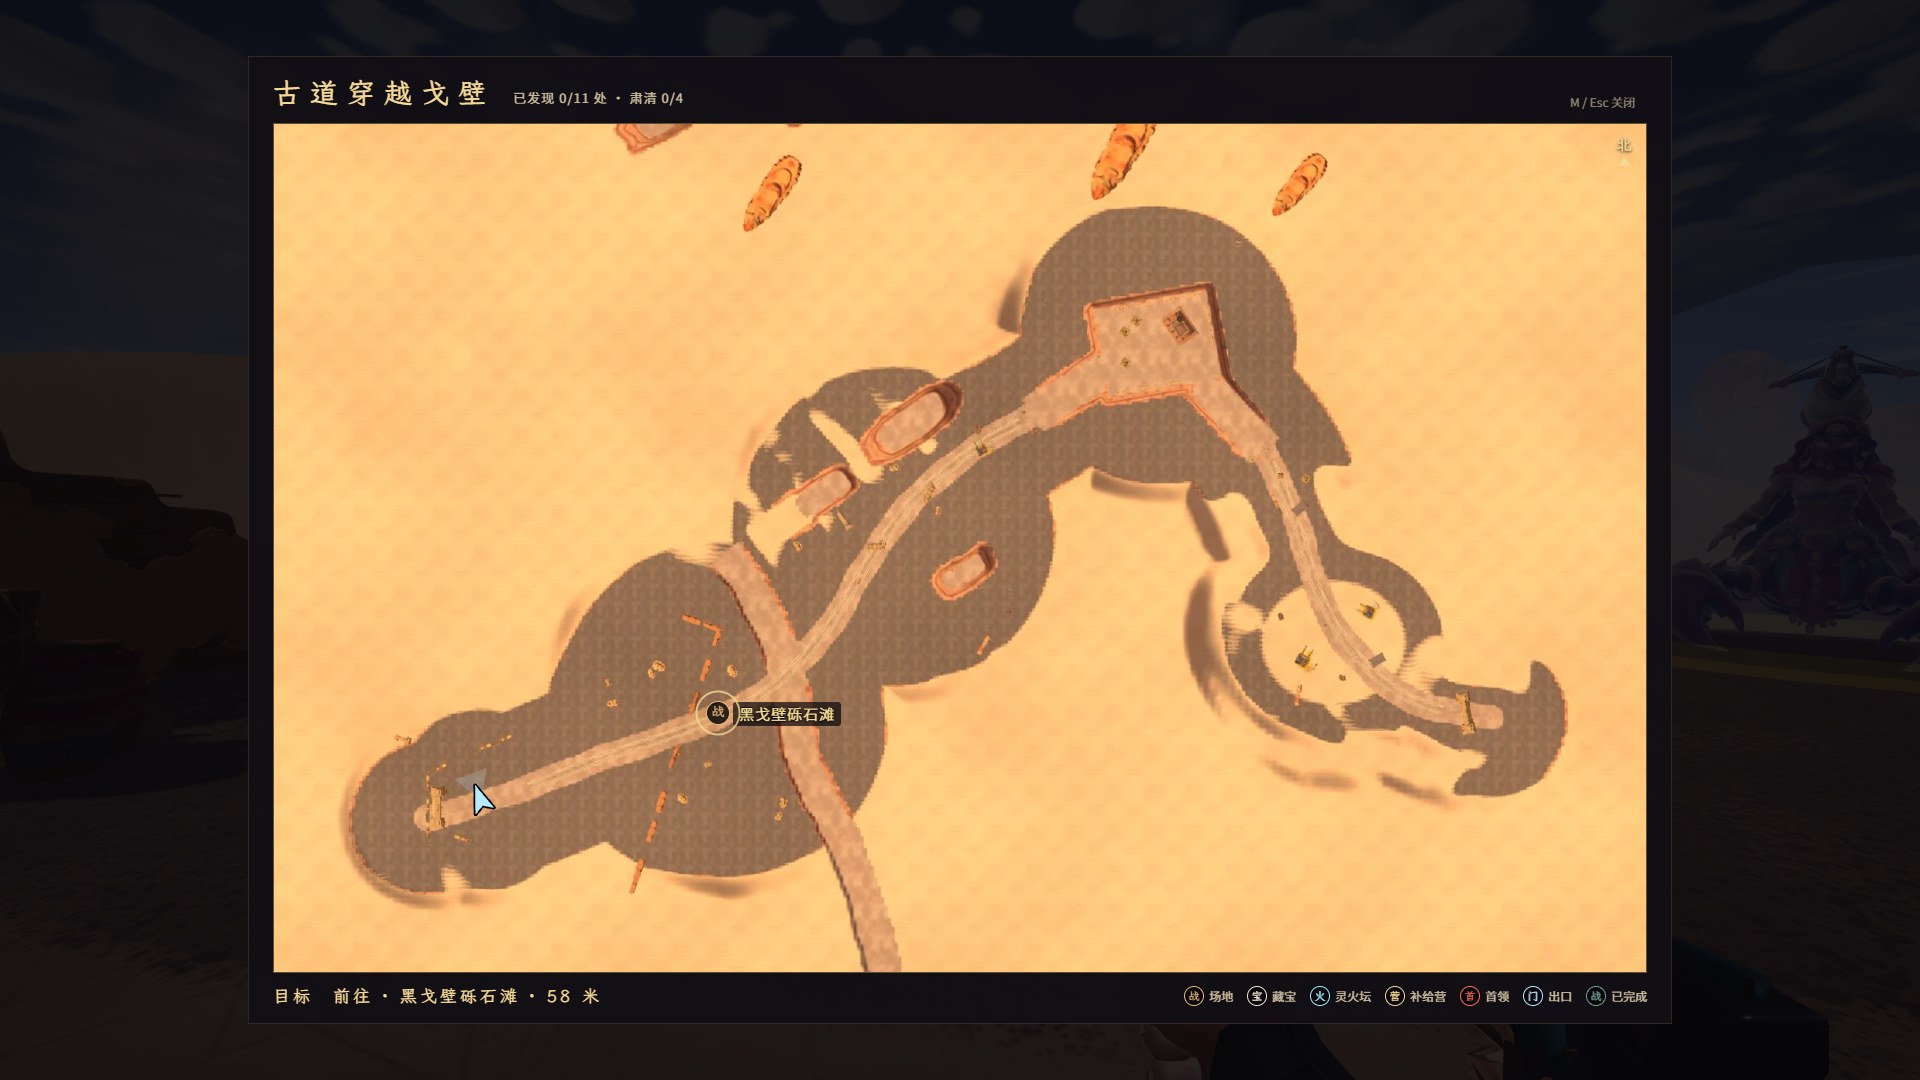 古道穿越戈壁
已发现 0/11 处 · 肃清 0/4
M / Esc 关闭
北
战
黑戈壁砾石滩
目标 前往 · 黑戈壁砾石滩 · 58 米
战 场地 宝 藏宝 火 灵火坛 营 补给营 首 首领 门 出口 战 已完成